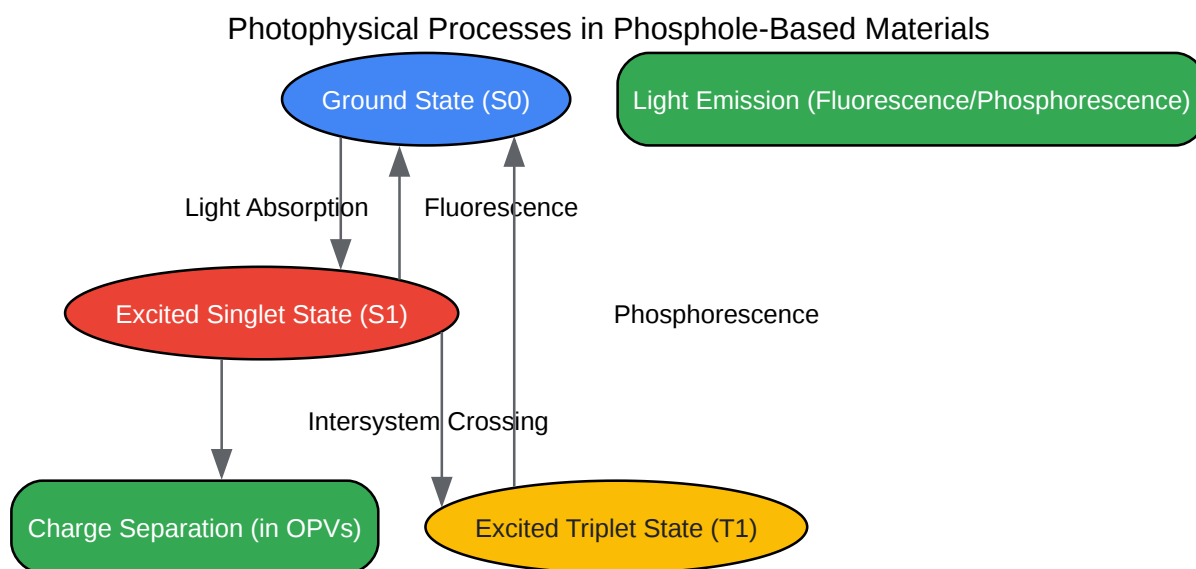 Photophysical Processes in Phosphole-Based Materials
Ground State (S0)
Light Emission (Fluorescence/Phosphorescence)
Light Absorption
Fluorescence
Excited Singlet State (S1)
Phosphorescence
Intersystem Crossing
Charge Separation (in OPVs)
Excited Triplet State (T1)